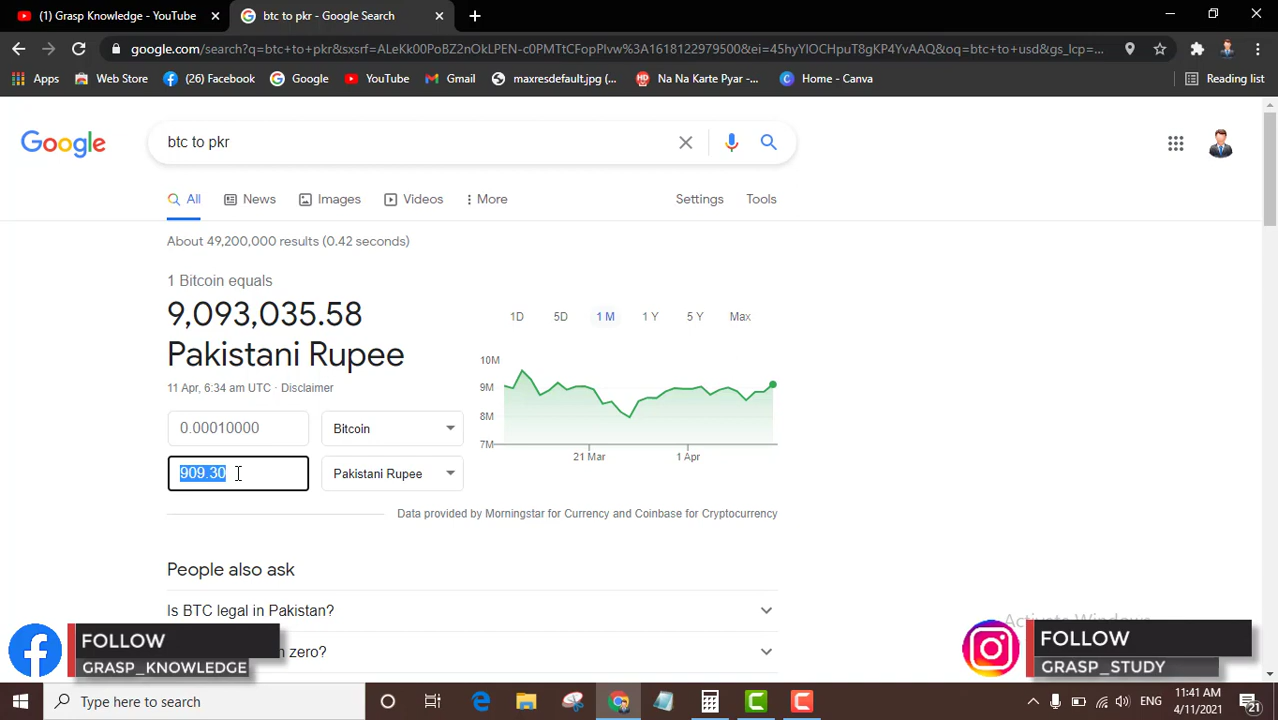 (1) Grasp Knowledge - YouTube
btc to pkr - Google Search
google.com/search?q=btc+to+pkr&sxsrf=ALeKk00PoBZ2nOkLPEN-c0PMTtCFopPlvw%3A1618122979500&ei=45hyYIOCHpuT8gKP4YvAAQ&oq=btc+to+usd&gs_lcp=...
Apps
Web Store
(26) Facebook
Google
YouTube
Gmail
maxresdefault.jpg (...
Na Na Karte Pyar -...
Home - Canva
Reading list
Google
btc to pkr
All
News
Images
Videos
More
Settings
Tools
About 49,200,000 results (0.42 seconds)
1 Bitcoin equals
9,093,035.58
Pakistani Rupee
11 Apr, 6:34 am UTC · Disclaimer
0.00010000
Bitcoin
909.30
Pakistani Rupee
1D
5D
1 M
1 Y
5 Y
Max
10M
9M
8M
7M
21 Mar
1 Apr
Data provided by Morningstar for Currency and Coinbase for Cryptocurrency
People also ask
Is BTC legal in Pakistan?
zero?
Activate Windows
FOLLOW
GRASP_KNOWLEDGE
FOLLOW
GRASP_STUDY
Type here to search
ENG
11:41 AM
4/11/2021
21